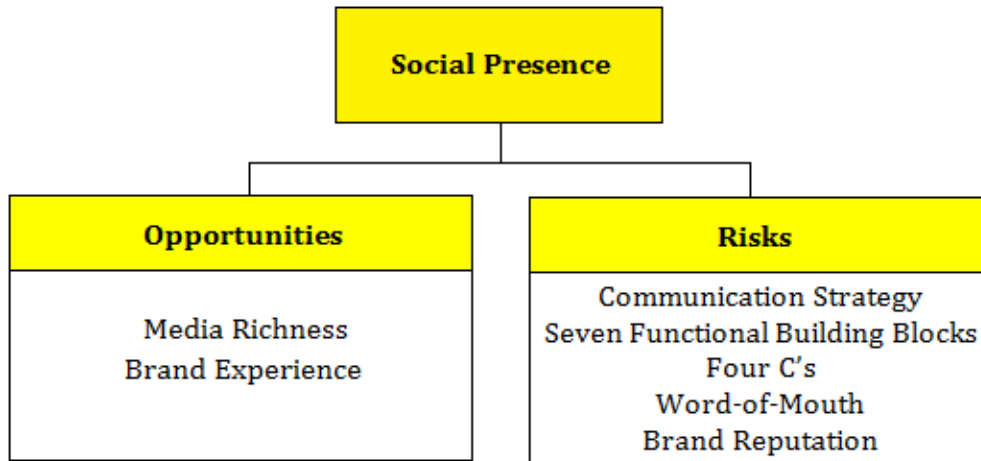 Social Presence
Opportunities
Media Richness
Brand Experience
Risks
Communication Strategy
Seven Functional Building Blocks
Four C's
Word-of-Mouth
Brand Reputation